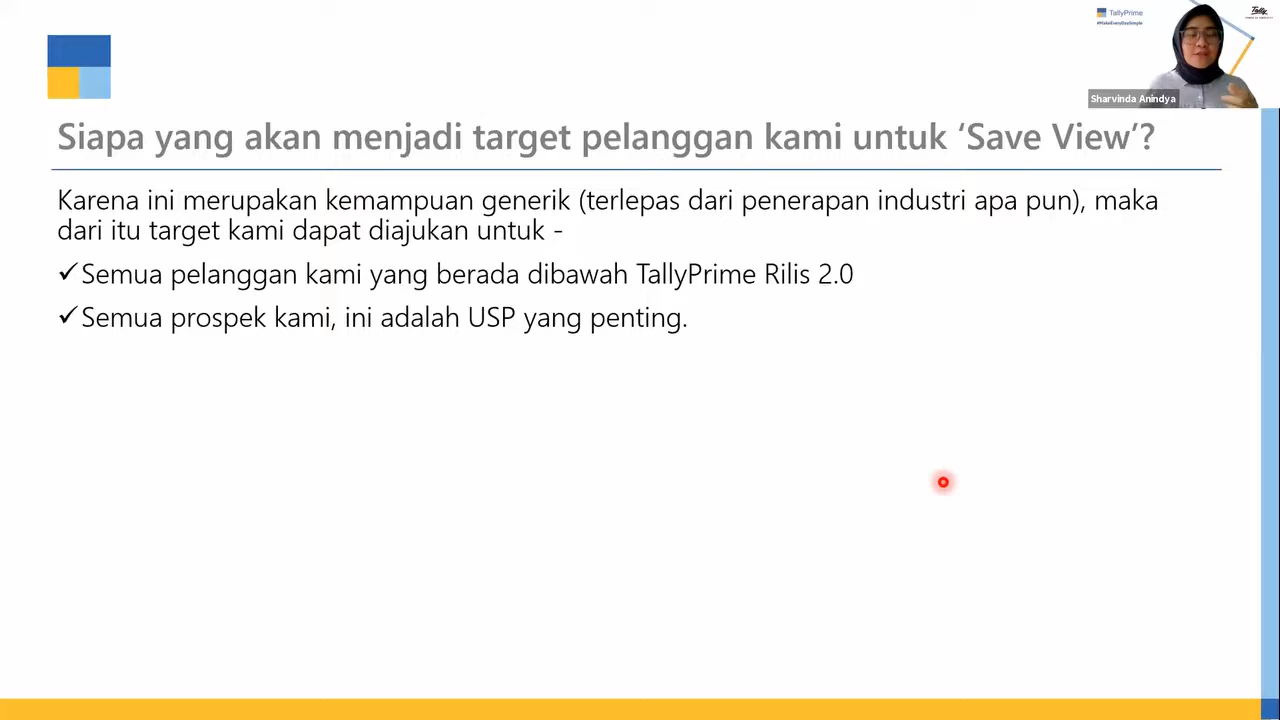 TallyPrime
#MakeEveryDaySimple
Tally
Sharvinda Anindya
Siapa yang akan menjadi target pelanggan kami untuk ‘Save View’?
Karena ini merupakan kemampuan generik (terlepas dari penerapan industri apa pun), maka
dari itu target kami dapat diajukan untuk -
✓Semua pelanggan kami yang berada dibawah TallyPrime Rilis 2.0
✓Semua prospek kami, ini adalah USP yang penting.